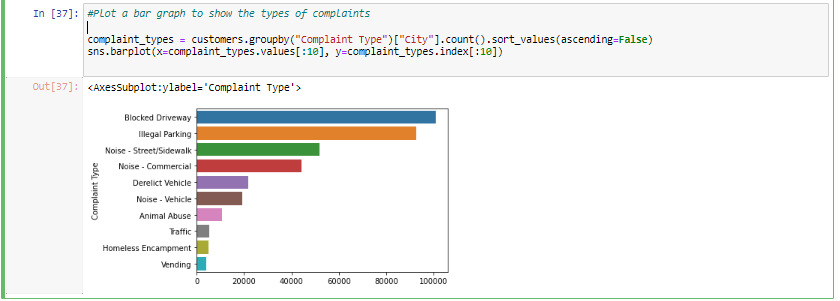 In [37]: #Plot a bar graph to show the types of complaints
complaint_types = customers.groupby("Complaint Type")["City"].count().sort_values(ascending=False)
sns.barplot(x=complaint_types.values[:10], y=complaint_types.index[:10])
Out[37]: <AxesSubplot:ylabel='Complaint Type'>
Complaint Type
Blocked Driveway
Illegal Parking
Noise - Street/Sidewalk
Noise - Commercial
Derelict Vehicle
Noise - Vehicle
Animal Abuse
Traffic
Homeless Encampment
Vending
0 20000 40000 60000 80000 100000